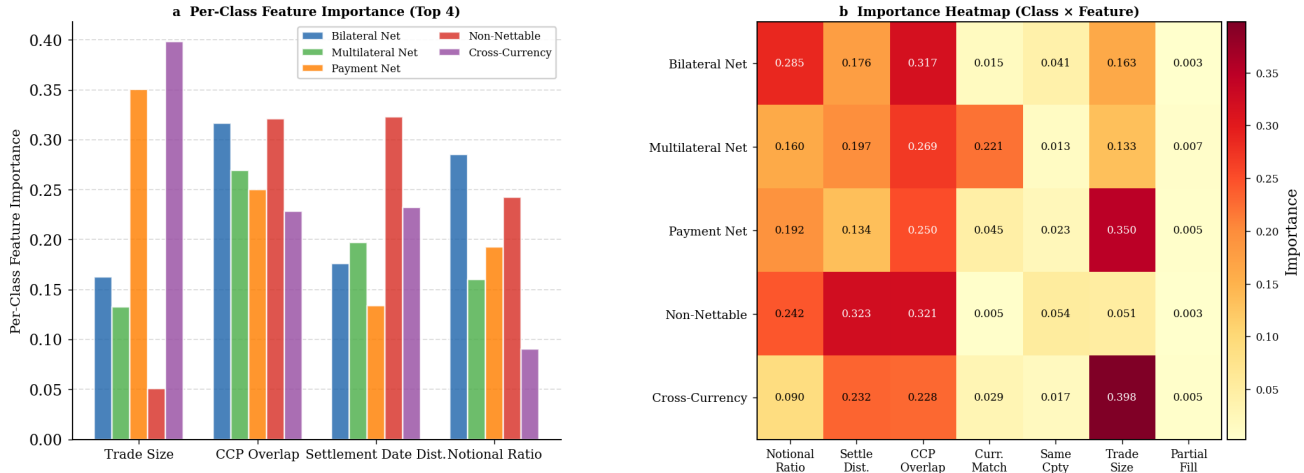 a  Per-Class Feature Importance (Top 4)
Per-Class Feature Importance
0.40
0.35
0.30
0.25
0.20
0.15
0.10
0.05
0.00
Bilateral Net
Multilateral Net
Payment Net
Non-Nettable
Cross-Currency
Trade Size
CCP Overlap
Settlement Date Dist.
Notional Ratio
b  Importance Heatmap (Class × Feature)
Bilateral Net 0.285 0.176 0.317 0.015 0.041 0.163 0.003
Multilateral Net 0.160 0.197 0.269 0.221 0.013 0.133 0.007
Payment Net 0.192 0.134 0.250 0.045 0.023 0.350 0.005
Non-Nettable 0.242 0.323 0.321 0.005 0.054 0.051 0.003
Cross-Currency 0.090 0.232 0.228 0.029 0.017 0.398 0.005
Notional
Ratio
Settle
Dist.
CCP
Overlap
Curr.
Match
Same
Cpty
Trade
Size
Partial
Fill
0.35
0.30
0.25
0.20
0.15
0.10
0.05
Importance